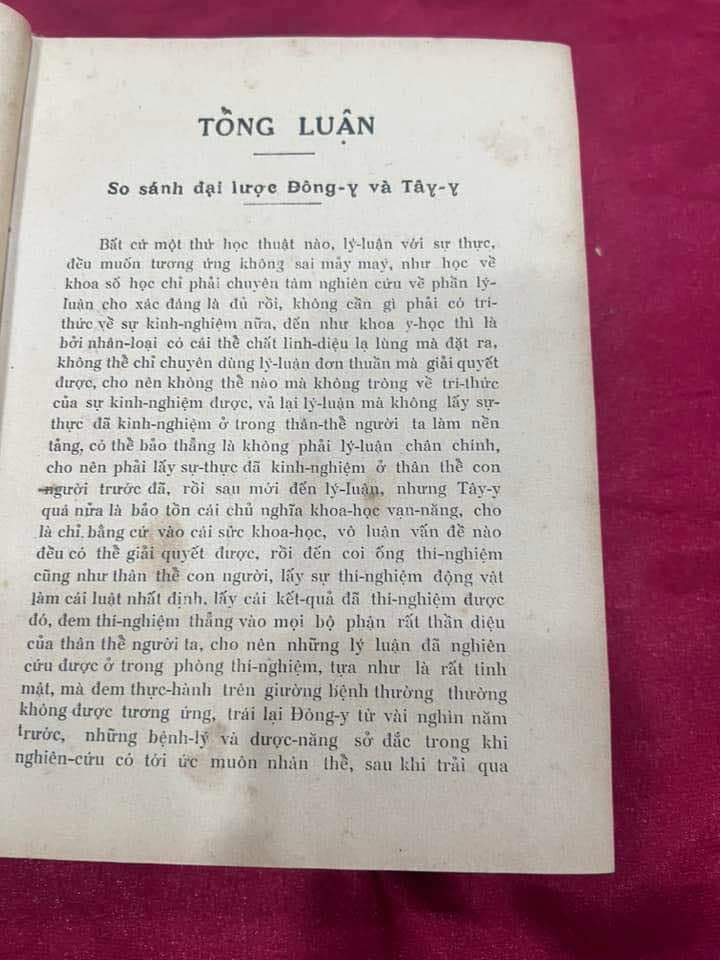 TỔNG LUẬN
So sánh đại lược Đông-y và Tây-y
Bất cứ một thứ học thuật nào, lý-luận với sự thực,
đều muốn tương ứng không sai mảy may, như học về
khoa số học chỉ phải chuyên tâm nghiên cứu về phần lý-
luận cho xác đáng là đủ rồi, không cần gì phải có trí-
thức về sự kinh-nghiệm nữa, đến như khoa y-học thì là
bởi nhân-loại có cái thể chất linh-diệu lạ lùng mà đặt ra,
không thể chỉ chuyên dùng lý-luận đơn thuần mà giải quyết
được, cho nên không thể nào mà không trông về trí-thức
của sự kinh-nghiệm được, vả lại lý-luận mà không lấy sự-
thực đã kinh-nghiệm ở trong thân-thể người ta làm nền
tảng, có thể bảo thẳng là không phải lý-luận chân chính,
cho nên phải lấy sự-thực đã kinh-nghiệm ở thân thể con
người trước đã, rồi sau mới đến lý-luận, nhưng Tây-y
quá nửa là bảo tồn cái chủ nghĩa khoa-học vạn-năng, cho
là chỉ bằng cứ vào cái sức khoa-học, vô luận vấn đề nào
đều có thể giải quyết được, rồi đến coi ống thí-nghiệm
cũng như thân thể con người, lấy sự thí-nghiệm động vật
làm cái luật nhất định, lấy cái kết-quả đã thí-nghiệm được
đó, đem thí-nghiệm thẳng vào mọi bộ phận rất thần diệu
của thân thể người ta, cho nên những lý luận đã nghiên
cứu được ở trong phòng thí-nghiệm, tựa như là rất tinh
mật, mà đem thực-hành trên giường bệnh thường thường
không được tương ứng, trái lại Đông-y từ vài nghìn năm
trước, những bệnh-lý và dược-năng sở đắc trong khi
nghiên-cứu có tới ức muôn nhân thể, sau khi trải qua